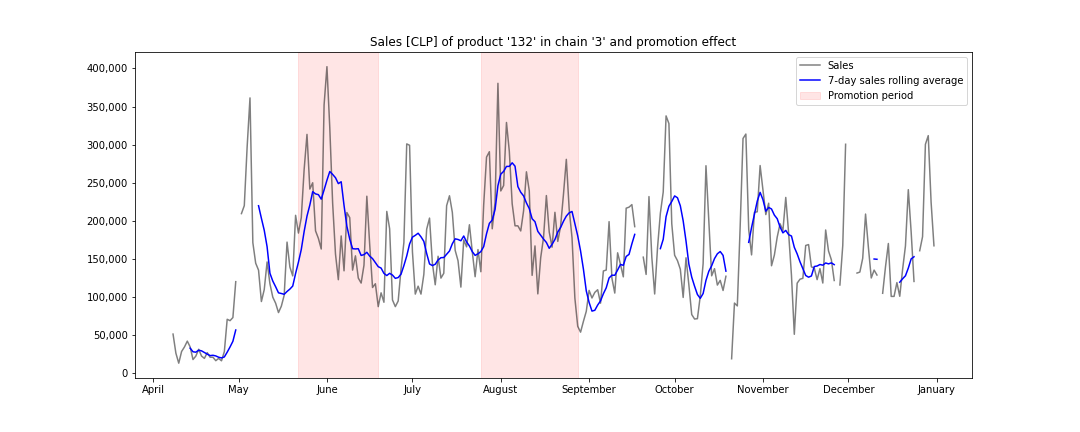 Sales [CLP] of product '132' in chain '3' and promotion effect
Sales
7-day sales rolling average
Promotion period
400,000
350,000
300,000
250,000
200,000
150,000
100,000
50,000
0
April May June July August September October November December January